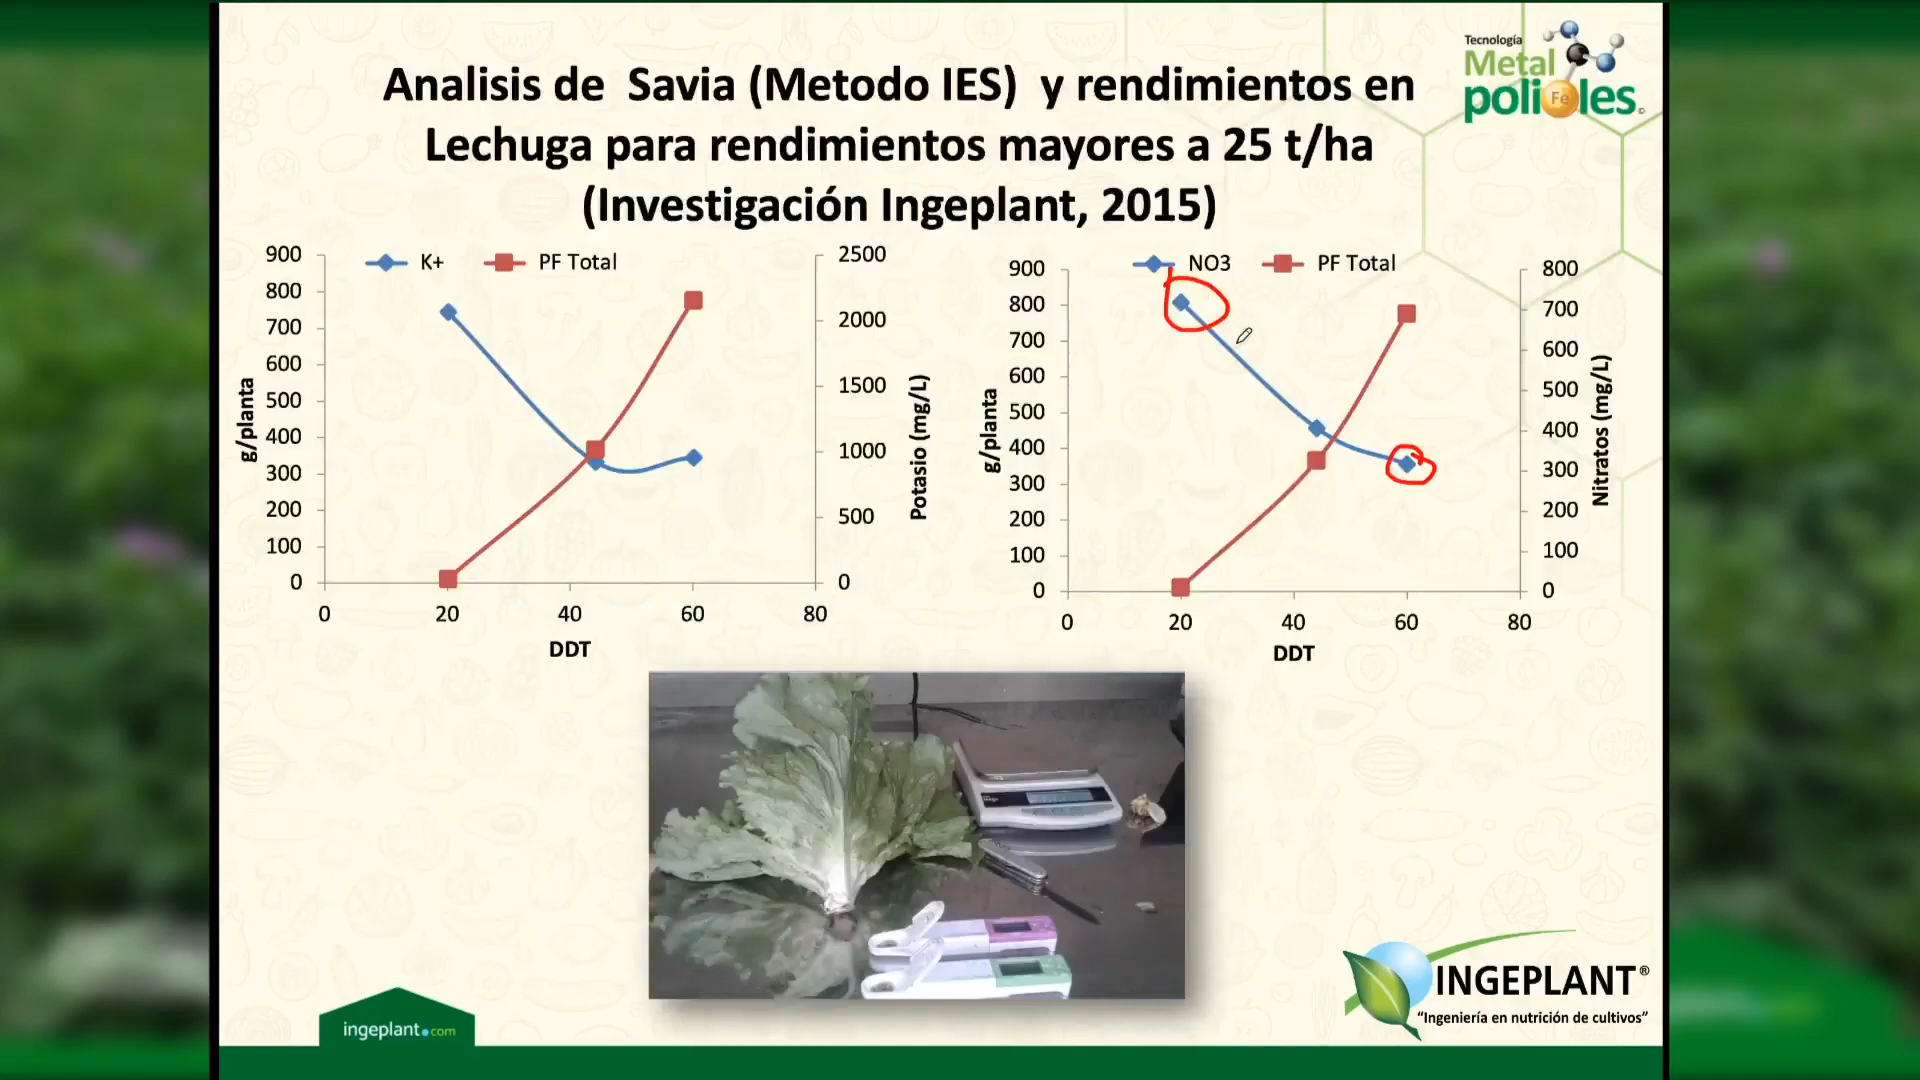 Tecnología
Metal
polioles
Fe
Analisis de  Savia (Metodo IES)  y rendimientos en
Lechuga para rendimientos mayores a 25 t/ha
(Investigación Ingeplant, 2015)
K+
PF Total
900
800
700
600
500
400
300
200
100
0
g/planta
2500
2000
1500
1000
500
0
Potasio (mg/L)
0 20 40 60 80
DDT
NO3
PF Total
900
800
700
600
500
400
300
200
100
0
g/planta
800
700
600
500
400
300
200
100
0
Nitratos (mg/L)
0 20 40 60 80
DDT
ingeplant.com
INGEPLANT®
“Ingeniería en nutrición de cultivos”